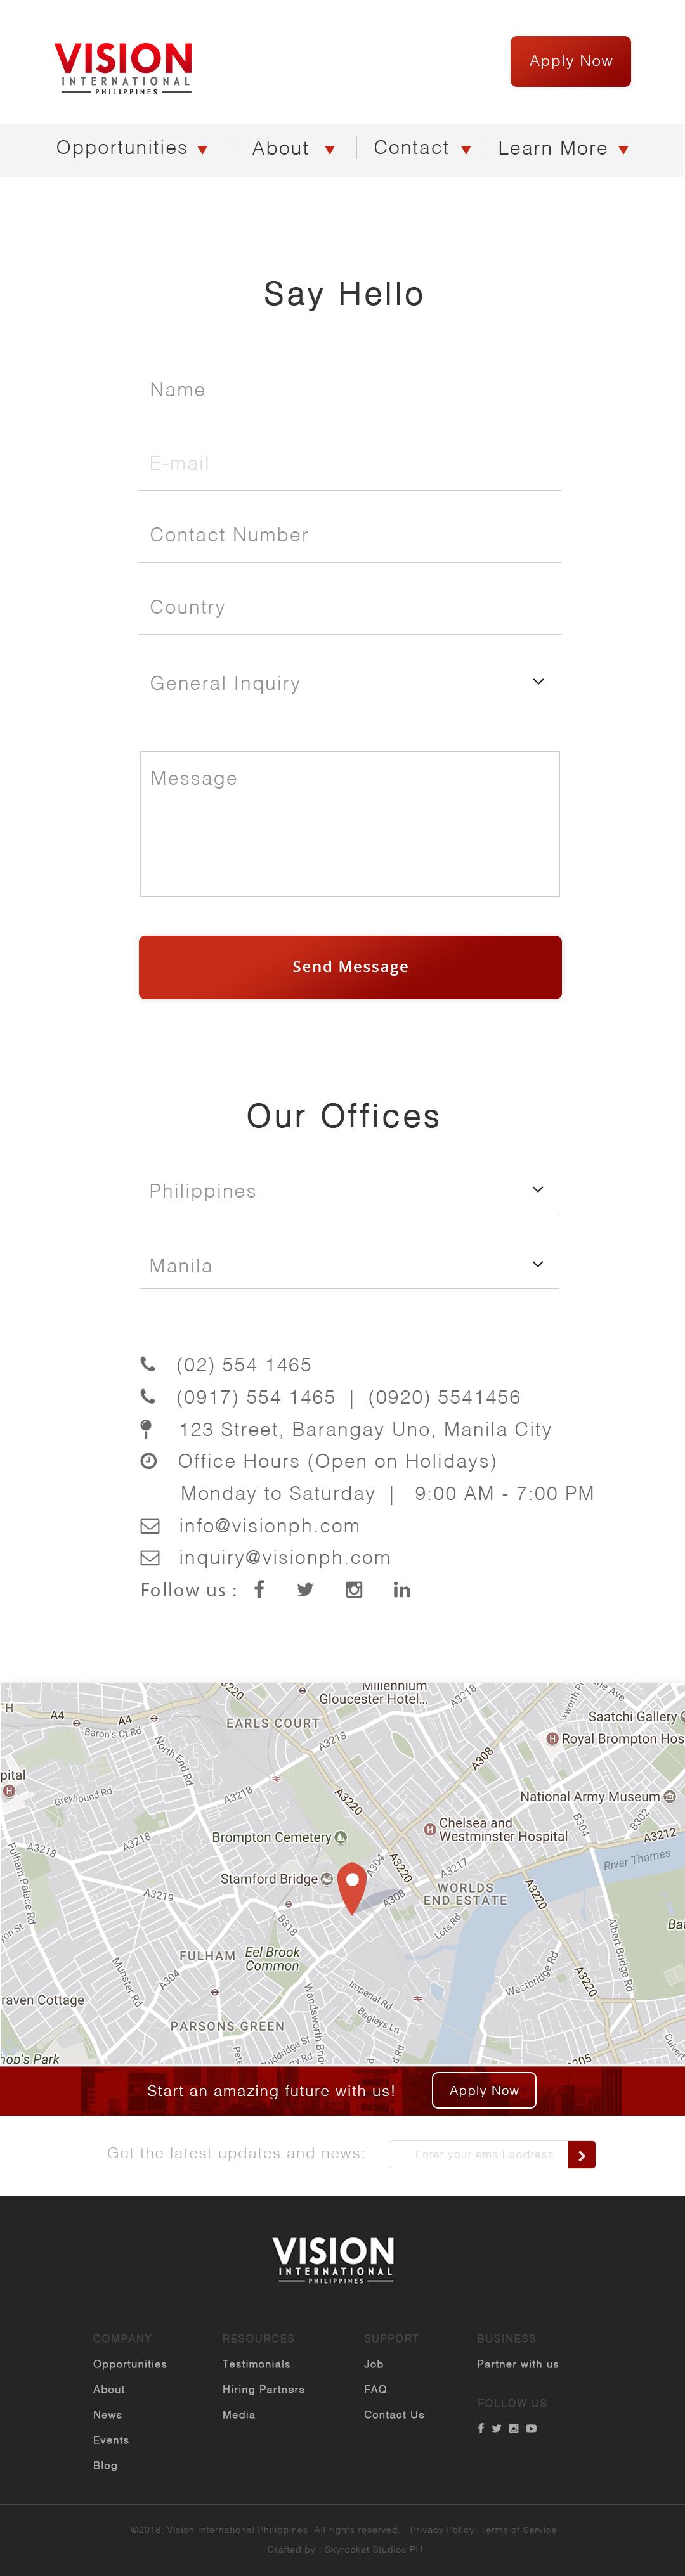 VISION
INTERNATIONAL
PHILIPPINES
Apply Now
Opportunities
About
Contact
Learn More
Say Hello
Name
E-mail
Contact Number
Country
General Inquiry
Message
Send Message
Our Offices
Philippines
Manila
(02) 554 1465
(0917) 554 1465 | (0920) 5541456
123 Street, Barangay Uno, Manila City
Office Hours (Open on Holidays)
Monday to Saturday | 9:00 AM - 7:00 PM
info@visionph.com
inquiry@visionph.com
Follow us :
Millennium
Gloucester Hotel...
A3220
A3218
A4
A4
Baron's Ct Rd
EARLS COURT
A3218
Saatchi Gallery
Royal Brompton Hos
A308
North End Rd
pital
Greyhound Rd
A3218
A3220
National Army Museum
B304
B302
Chelsea and
Westminster Hospital
A3212
Brompton Cemetery
A3218
A3218
Fulham Palace Rd
A304
A3220
A3217
River Thames
Stamford Bridge
A3219
A308
WORLDS
END ESTATE
A3220
B318
Lots Rd
Bat
FULHAM
Eel Brook
Common
Munster Rd
A304
Wandsworth Br
Imperial Rd
Bagleys Ln
Westbridge Rd
A3220
Albert Bridge Rd
raven Cottage
PARSONS GREEN
Studdridge St
hop's Park
A3205
Start an amazing future with us!
Apply Now
Get the latest updates and news:
Enter your email address
VISION
INTERNATIONAL
PHILIPPINES
COMPANY
Opportunities
About
News
Events
Blog
RESOURCES
Testimonials
Hiring Partners
Media
SUPPORT
Job
FAQ
Contact Us
BUSINESS
Partner with us
FOLLOW US
©2018, Vision International Philippines All rights reserved. Privacy Policy Terms of Service
Crafted by : Skyrocket Studios PH